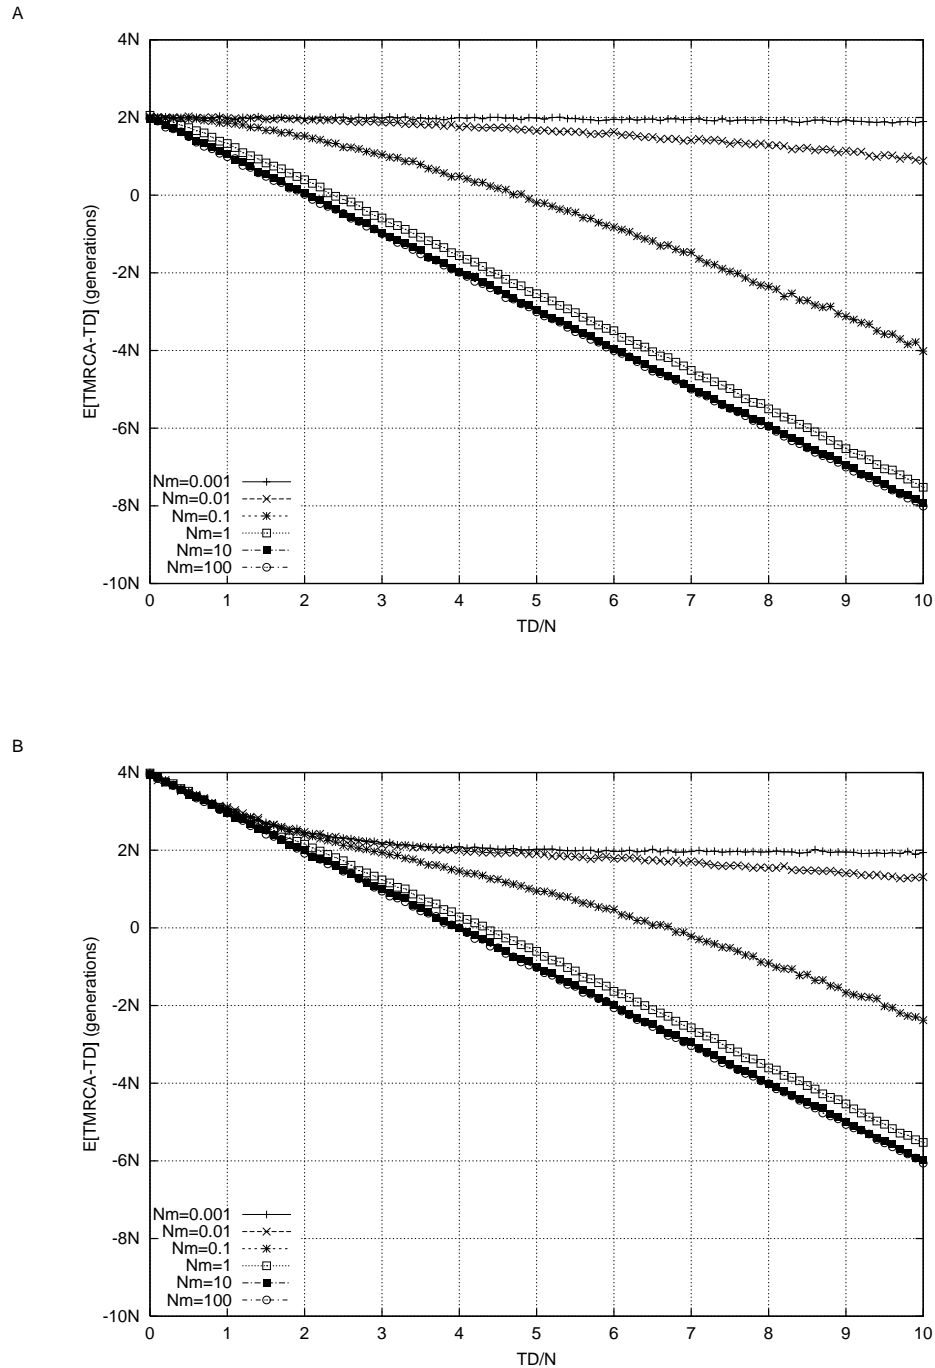 A
4N
2N
0
-2N
-4N
-6N
-8N
-10N
E[TMRCA-TD] (generations)
Nm=0.001
Nm=0.01
Nm=0.1
Nm=1
Nm=10
Nm=100
0 1 2 3 4 5 6 7 8 9 10
TD/N
B
4N
2N
0
-2N
-4N
-6N
-8N
-10N
E[TMRCA-TD] (generations)
Nm=0.001
Nm=0.01
Nm=0.1
Nm=1
Nm=10
Nm=100
0 1 2 3 4 5 6 7 8 9 10
TD/N